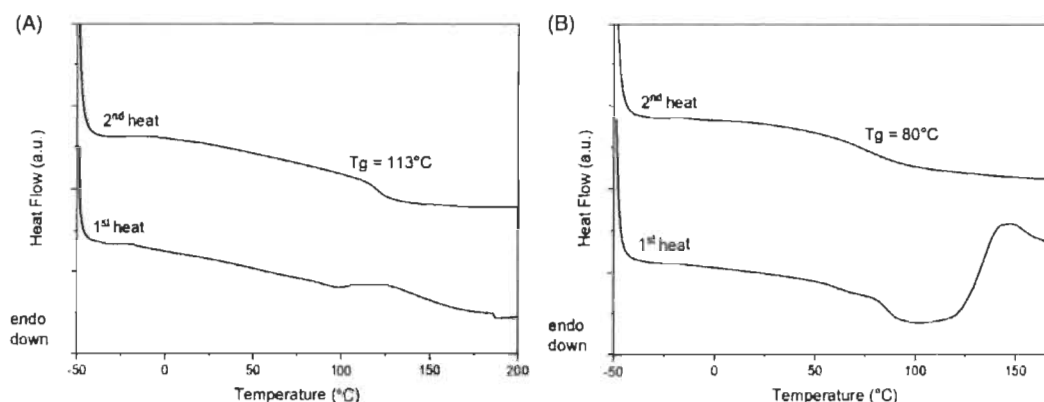 (A)
2nd heat
Tg = 113°C
1st heat
Heat Flow (a.u.)
endo
down
-50
0
50
100
150
200
Temperature (°C)
(B)
2nd heat
Tg = 80°C
1st heat
Heat Flow (a.u.)
endo
down
-50
0
50
100
150
Temperature (°C)